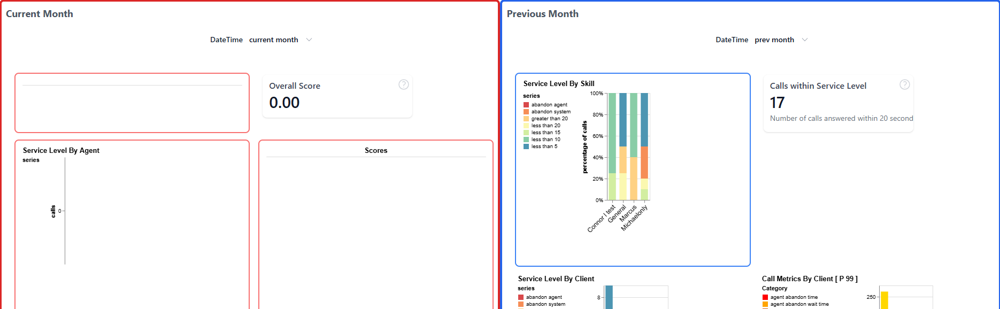 Current Month
DateTime current month
Overall Score
0.00
Service Level By Agent
series
calls
0
Scores
Previous Month
DateTime prev month
Service Level By Skill
series
abandon agent
abandon system
greater than 20
less than 20
less than 15
less than 10
less than 5
percentage of calls
100%
80%
60%
40%
20%
0%
Connor I test
General
Marcus
Michaelonly
Calls within Service Level
17
Number of calls answered within 20 second
Service Level By Client
series
abandon agent
abandon system
8
Call Metrics By Client [ P 99 ]
Category
agent abandon time
agent abandon wait time
250